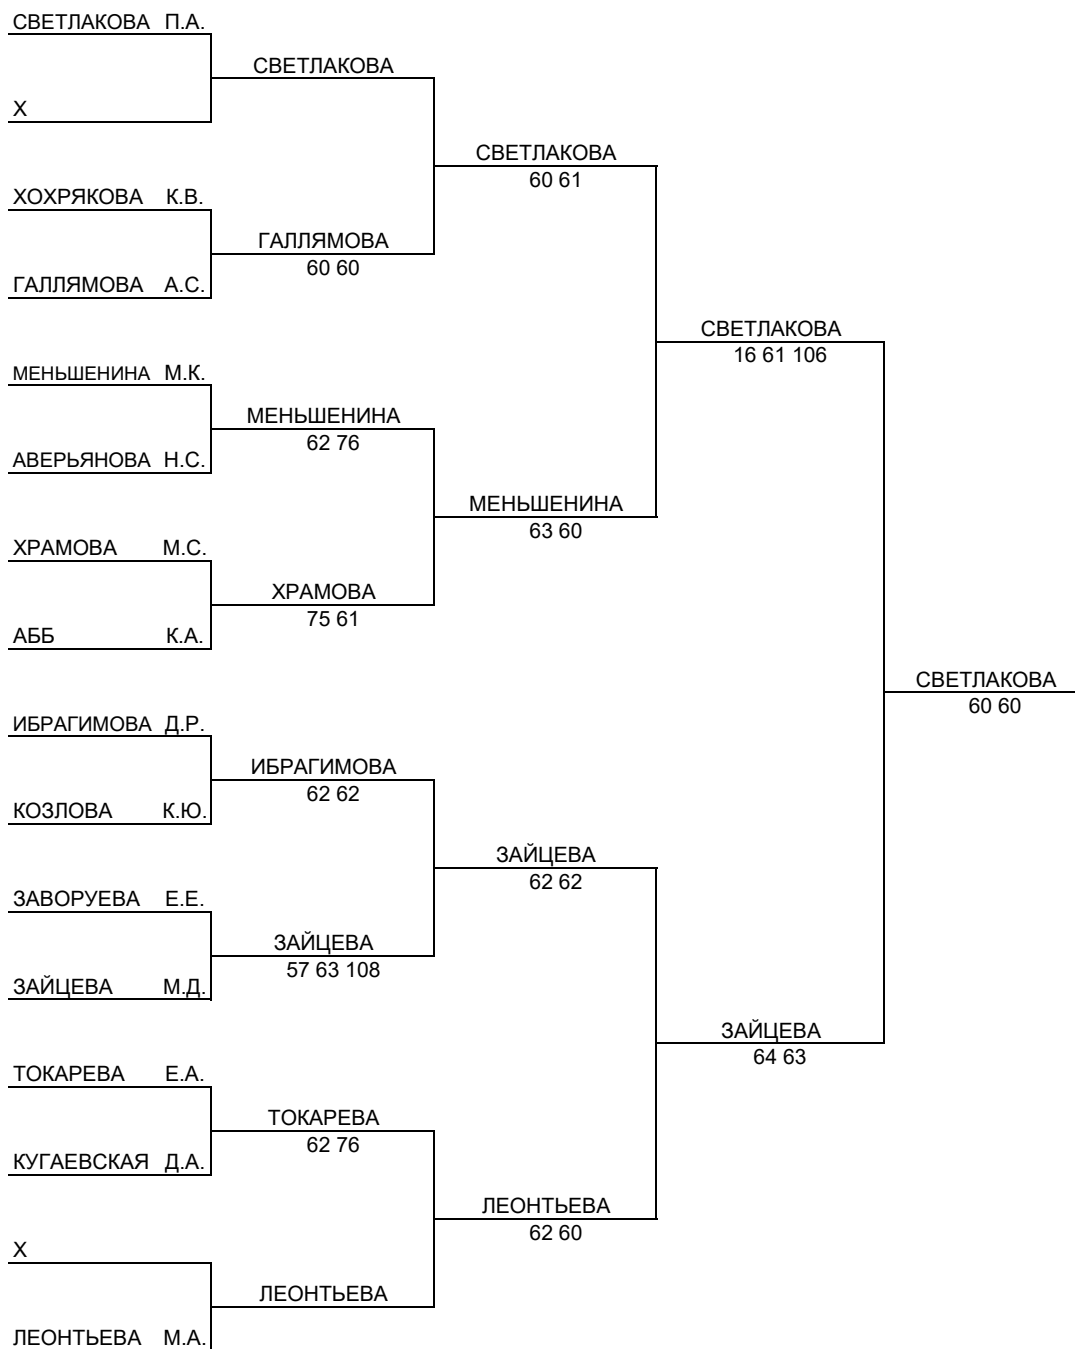 СВЕТЛАКОВА П.А.
СВЕТЛАКОВА
Х
СВЕТЛАКОВА
60 61
ХОХРЯКОВА К.В.
ГАЛЛЯМОВА
60 60
ГАЛЛЯМОВА А.С.
СВЕТЛАКОВА
16 61 106
МЕНЬШЕНИНА М.К.
МЕНЬШЕНИНА
62 76
АВЕРЬЯНОВА Н.С.
МЕНЬШЕНИНА
63 60
ХРАМОВА М.С.
ХРАМОВА
75 61
АББ К.А.
СВЕТЛАКОВА
60 60
ИБРАГИМОВА Д.Р.
ИБРАГИМОВА
62 62
КОЗЛОВА К.Ю.
ЗАЙЦЕВА
62 62
ЗАВОРУЕВА Е.Е.
ЗАЙЦЕВА
57 63 108
ЗАЙЦЕВА М.Д.
ЗАЙЦЕВА
64 63
ТОКАРЕВА Е.А.
ТОКАРЕВА
62 76
КУГАЕВСКАЯ Д.А.
ЛЕОНТЬЕВА
62 60
Х
ЛЕОНТЬЕВА
ЛЕОНТЬЕВА М.А.